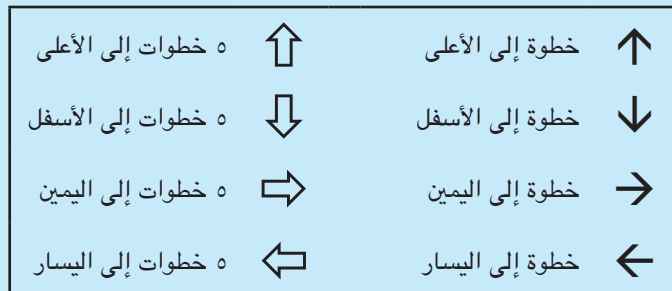 ↑ خطوة إلى الأعلى ⇧ ٥ خطوات إلى الأعلى
↓ خطوة إلى الأسفل ⇩ ٥ خطوات إلى الأسفل
→ خطوة إلى اليمين ⇨ ٥ خطوات إلى اليمين
← خطوة إلى اليسار ⇦ ٥ خطوات إلى اليسار